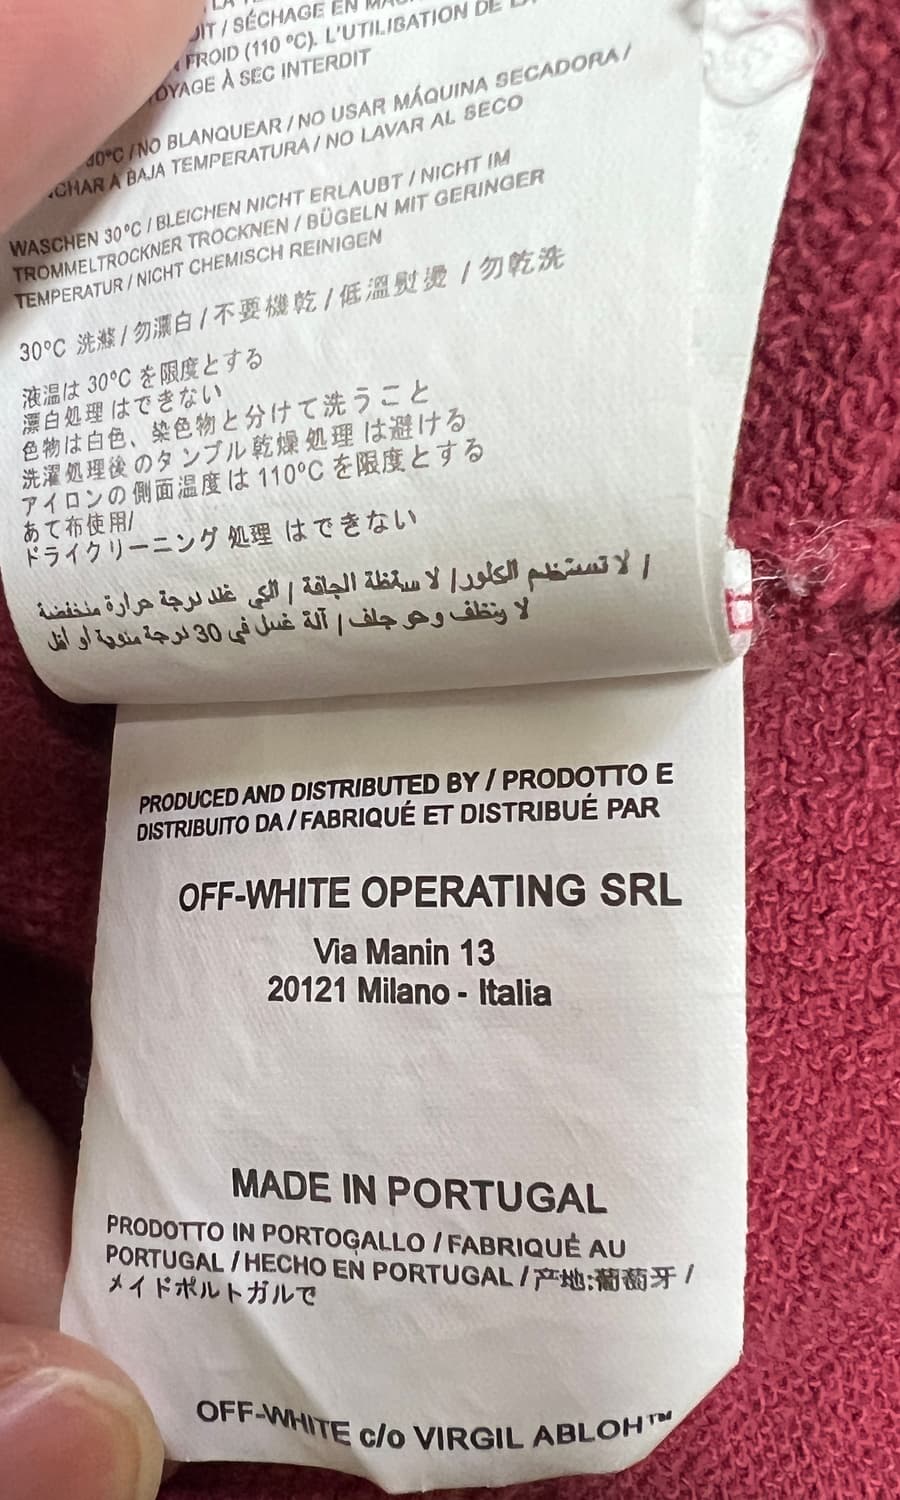 / SÉCHAGE EN
FROID (110 ºC). L'UTILISATION DE
À SEC INTERDIT
/ NO BLANQUEAR / NO USAR MÁQUINA SECADORA /
A BAJA TEMPERATURA / NO LAVAR AL SECO
WASCHEN 30°C / BLEICHEN NICHT ERLAUBT / NICHT IM
TROMMELTROCKNER TROCKNEN / BÜGELN MIT GERINGER
TEMPERATUR / NICHT CHEMISCH REINIGEN
30°C 洗滌 / 勿漂白 / 不要機乾 / 低溫熨燙 / 勿乾洗
液温は 30°C を限度とする
漂白処理 はできない
色物は白色、染色物と分けて洗うこと
洗濯処理後 のタンブル乾燥 処理 は避ける
アイロンの側面温度は 110°C を限度とする
あて布使用/
ドライクリーニング 処理 はできない
PRODUCED AND DISTRIBUTED BY / PRODOTTO E
DISTRIBUITO DA / FABRIQUÉ ET DISTRIBUÉ PAR
OFF-WHITE OPERATING SRL
Via Manin 13
20121 Milano - Italia
MADE IN PORTUGAL
PRODOTTO IN PORTOGALLO / FABRIQUÉ AU
PORTUGAL / HECHO EN PORTUGAL / 产地:葡萄牙 /
メイドポルトガルで
OFF-WHITE c/o VIRGIL ABLOH™